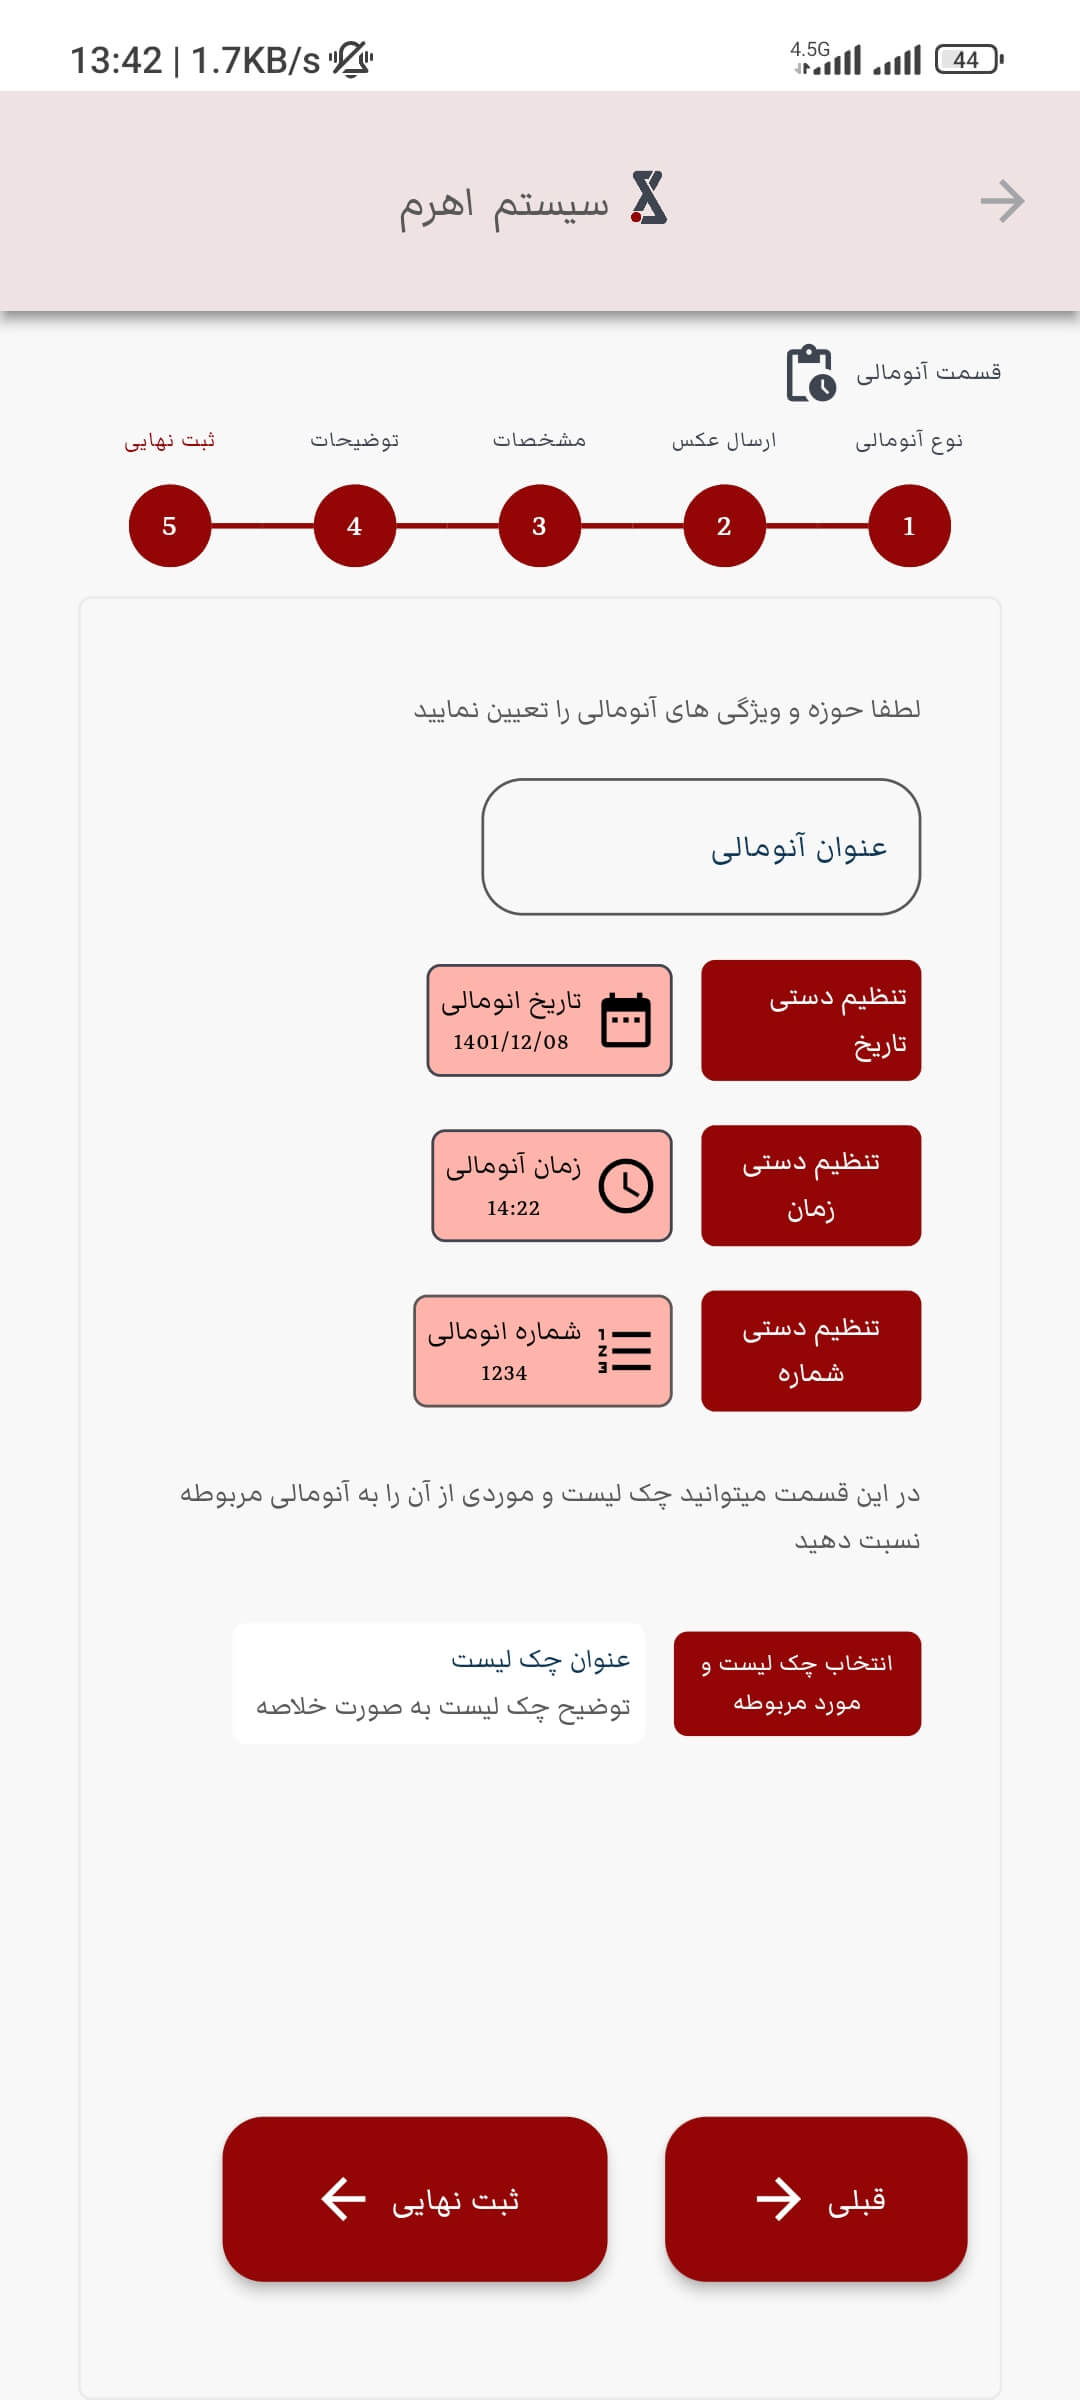 13:42 | 1.7KB/s
4.5G
44
سیستم اهرم
قسمت آنومالی
نوع آنومالی
ارسال عکس
مشخصات
توضیحات
ثبت نهایی
1
2
3
4
5
لطفا حوزه و ویژگی های آنومالی را تعیین نمایید
عنوان آنومالی
تنظیم دستی
تاریخ
تاریخ انومالی
1401/12/08
تنظیم دستی
زمان
زمان آنومالی
14:22
تنظیم دستی
شماره
شماره انومالی
1234
در این قسمت میتوانید چک لیست و موردی از آن را به آنومالی مربوطه
نسبت دهید
انتخاب چک لیست و
مورد مربوطه
عنوان چک لیست
توضیح چک لیست به صورت خلاصه
قبلی
ثبت نهایی